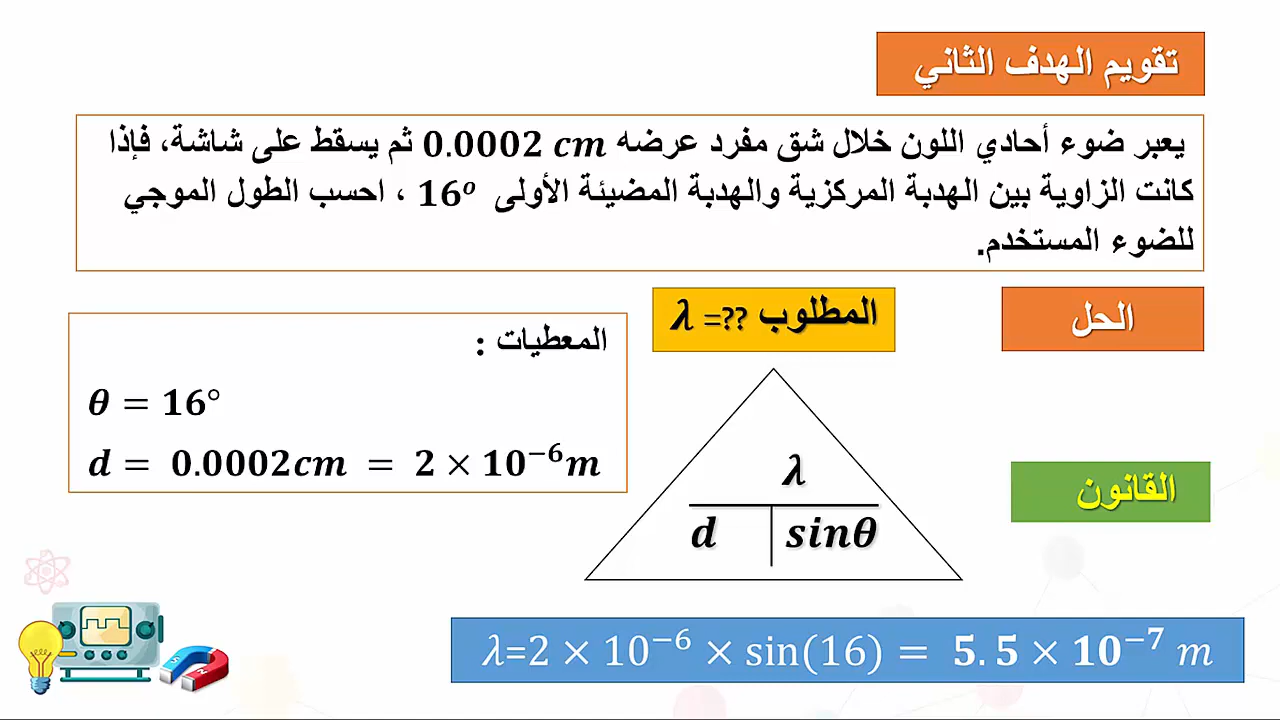 تقويم الهدف الثاني
يعبر ضوء أحادي اللون خلال شق مفرد عرضه 0.0002 cm ثم يسقط على شاشة، فإذا
كانت الزاوية بين الهدبة المركزية والهدبة المضيئة الأولى 16° ، احسب الطول الموجي
للضوء المستخدم.
الحل
المطلوب ??= λ
المعطيات :
θ = 16°
d = 0.0002cm = 2 × 10⁻⁶m
القانون
λ
d sinθ
λ=2 × 10⁻⁶ × sin(16) = 5.5 × 10⁻⁷ m